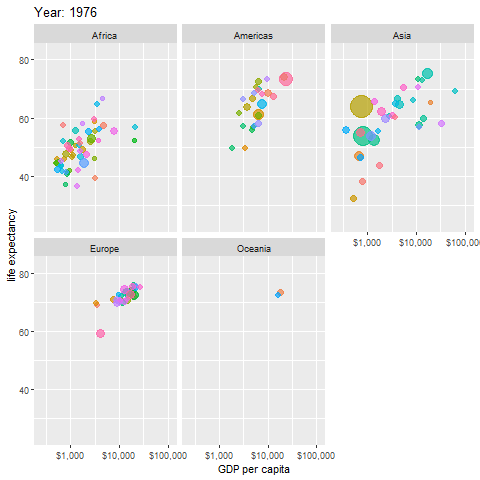 Year: 1976
Africa Americas Asia
80
60
40
$1,000 $10,000 $100,000
Europe Oceania
80
60
40
$1,000 $10,000 $100,000 $1,000 $10,000 $100,000
life expectancy
GDP per capita